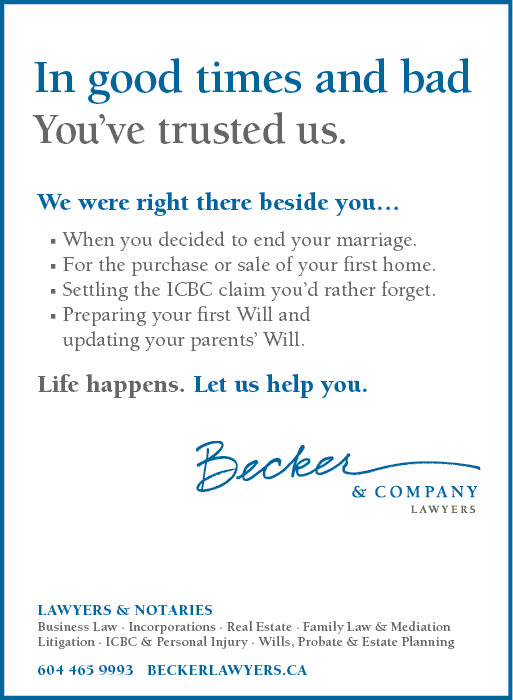 In good times and bad
You’ve trusted us.
We were right there beside you…
▪ When you decided to end your marriage.
▪ For the purchase or sale of your first home.
▪ Settling the ICBC claim you’d rather forget.
▪ Preparing your first Will and
updating your parents’ Will.
Life happens. Let us help you.
Becker
& COMPANY
LAWYERS
LAWYERS & NOTARIES
Business Law · Incorporations · Real Estate · Family Law & Mediation
Litigation · ICBC & Personal Injury · Wills, Probate & Estate Planning
604 465 9993 BECKERLAWYERS.CA